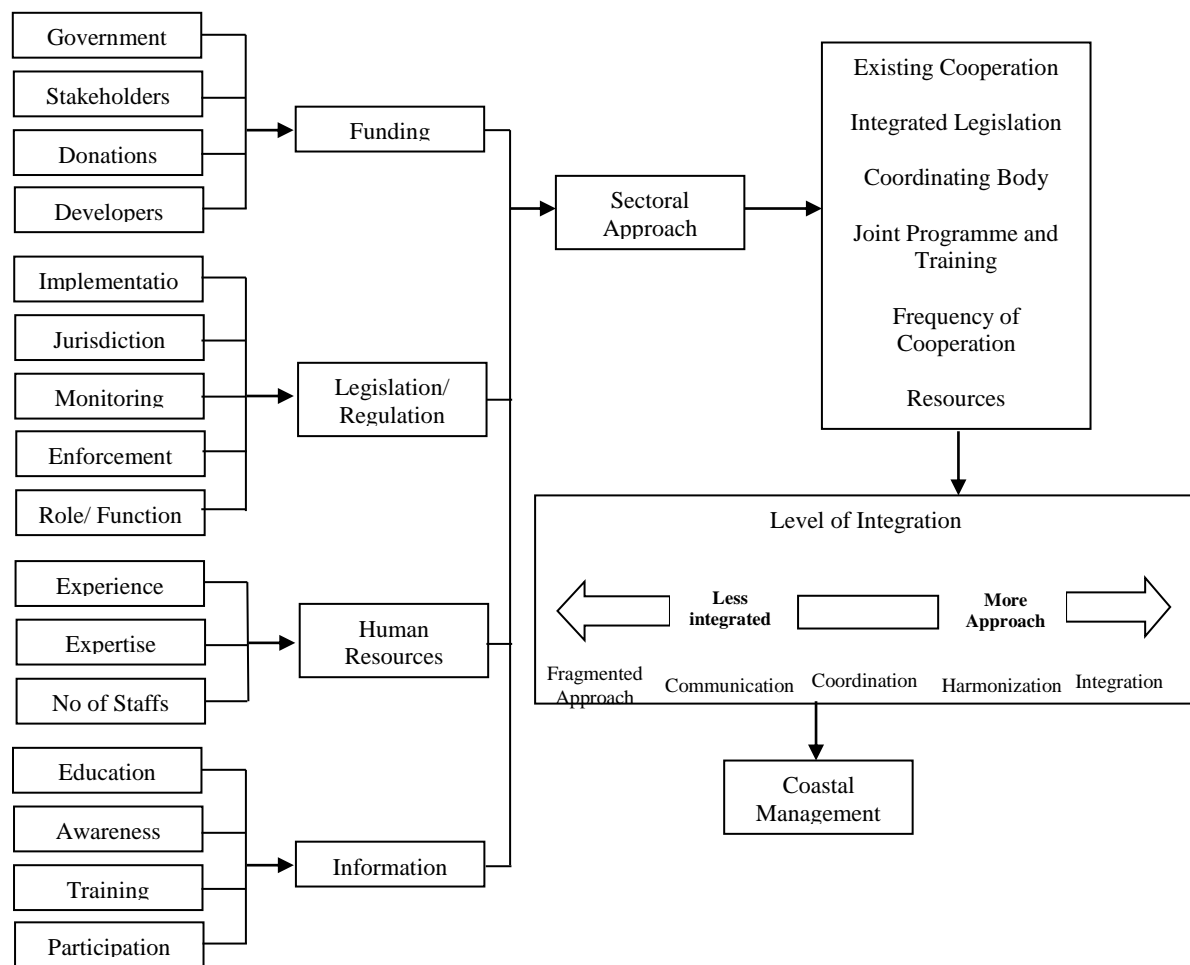 Government
Stakeholders
Donations
Developers
Funding
Implementatio
Jurisdiction
Monitoring
Enforcement
Role/ Function
Legislation/
Regulation
Experience
Expertise
No of Staffs
Human
Resources
Education
Awareness
Training
Participation
Information
Sectoral
Approach
Existing Cooperation
Integrated Legislation
Coordinating Body
Joint Programme and
Training
Frequency of
Cooperation
Resources
Level of Integration
Less
integrated
More
Approach
Fragmented
Approach
Communication
Coordination
Harmonization
Integration
Coastal
Management